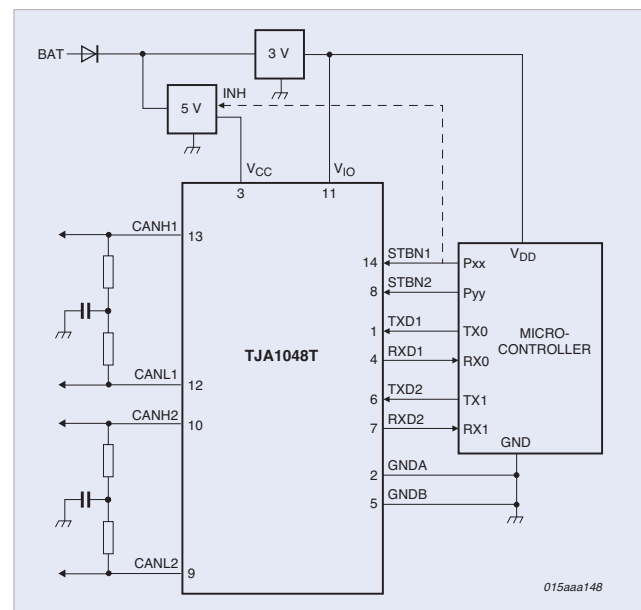 BAT
3 V
5 V
INH
VCC
VIO
3
11
CANH1
13
CANL1
12
CANH2
10
CANL2
9
TJA1048T
14
STBN1
Pxx
8
STBN2
Pyy
1
TXD1
TX0
4
RXD1
RX0
6
TXD2
TX1
7
RXD2
RX1
2
GNDA
5
GNDB
VDD
MICRO-
CONTROLLER
GND
015aaa148